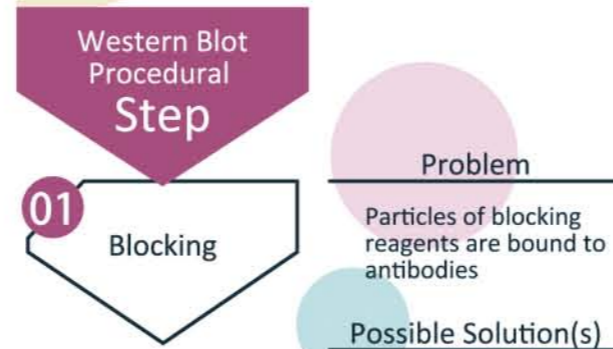 Western Blot
Procedural
Step
01
Blocking
Problem
Particles of blocking
reagents are bound to
antibodies
Possible Solution(s)